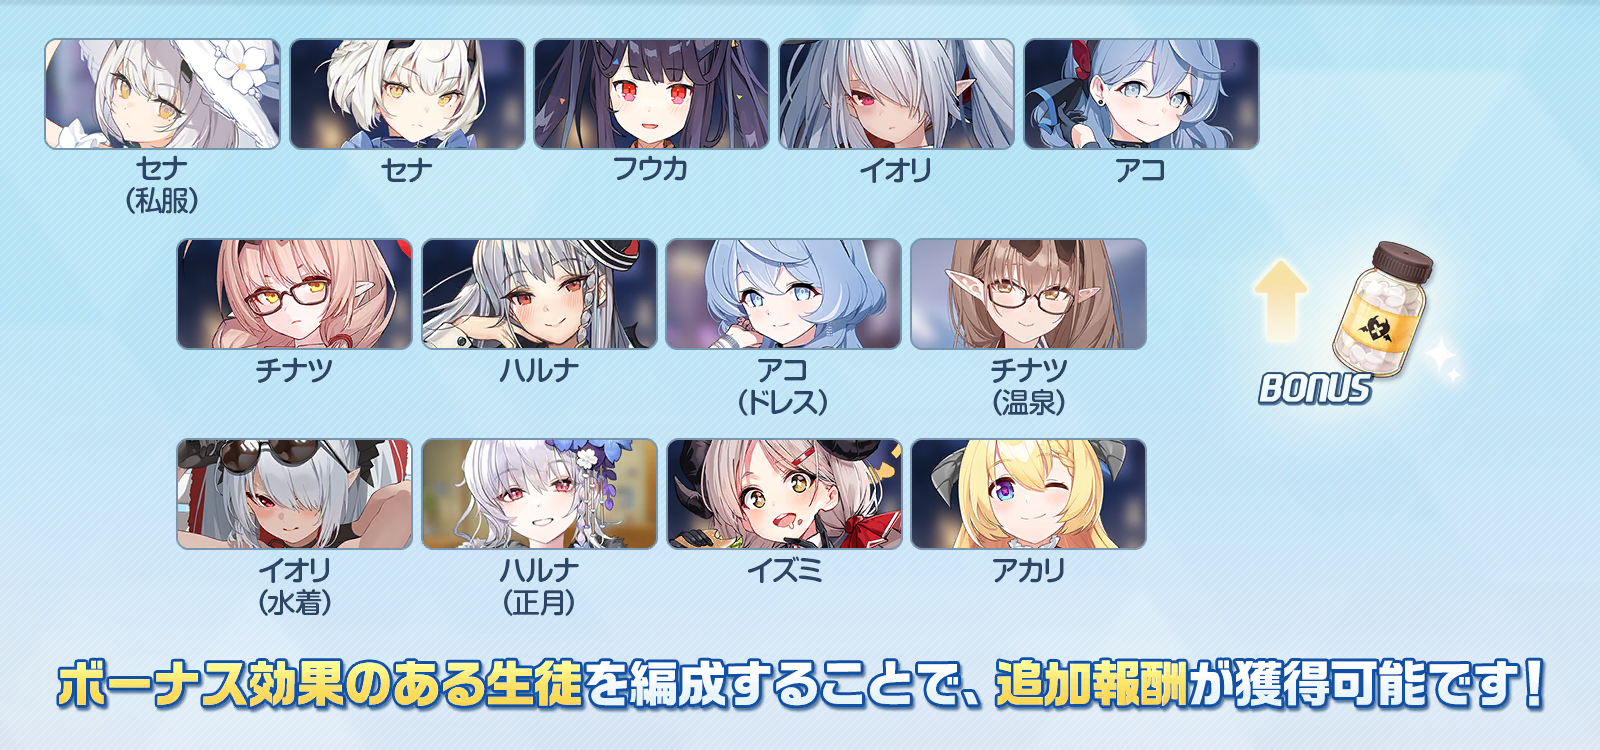 セナ
(私服)
セナ
フウカ
イオリ
アコ
チナツ
ハルナ
アコ
(ドレス)
チナツ
(温泉)
BONUS
イオリ
(水着)
ハルナ
(正月)
イズミ
アカリ
ボーナス効果のある生徒を編成することで、追加報酬が獲得可能です!